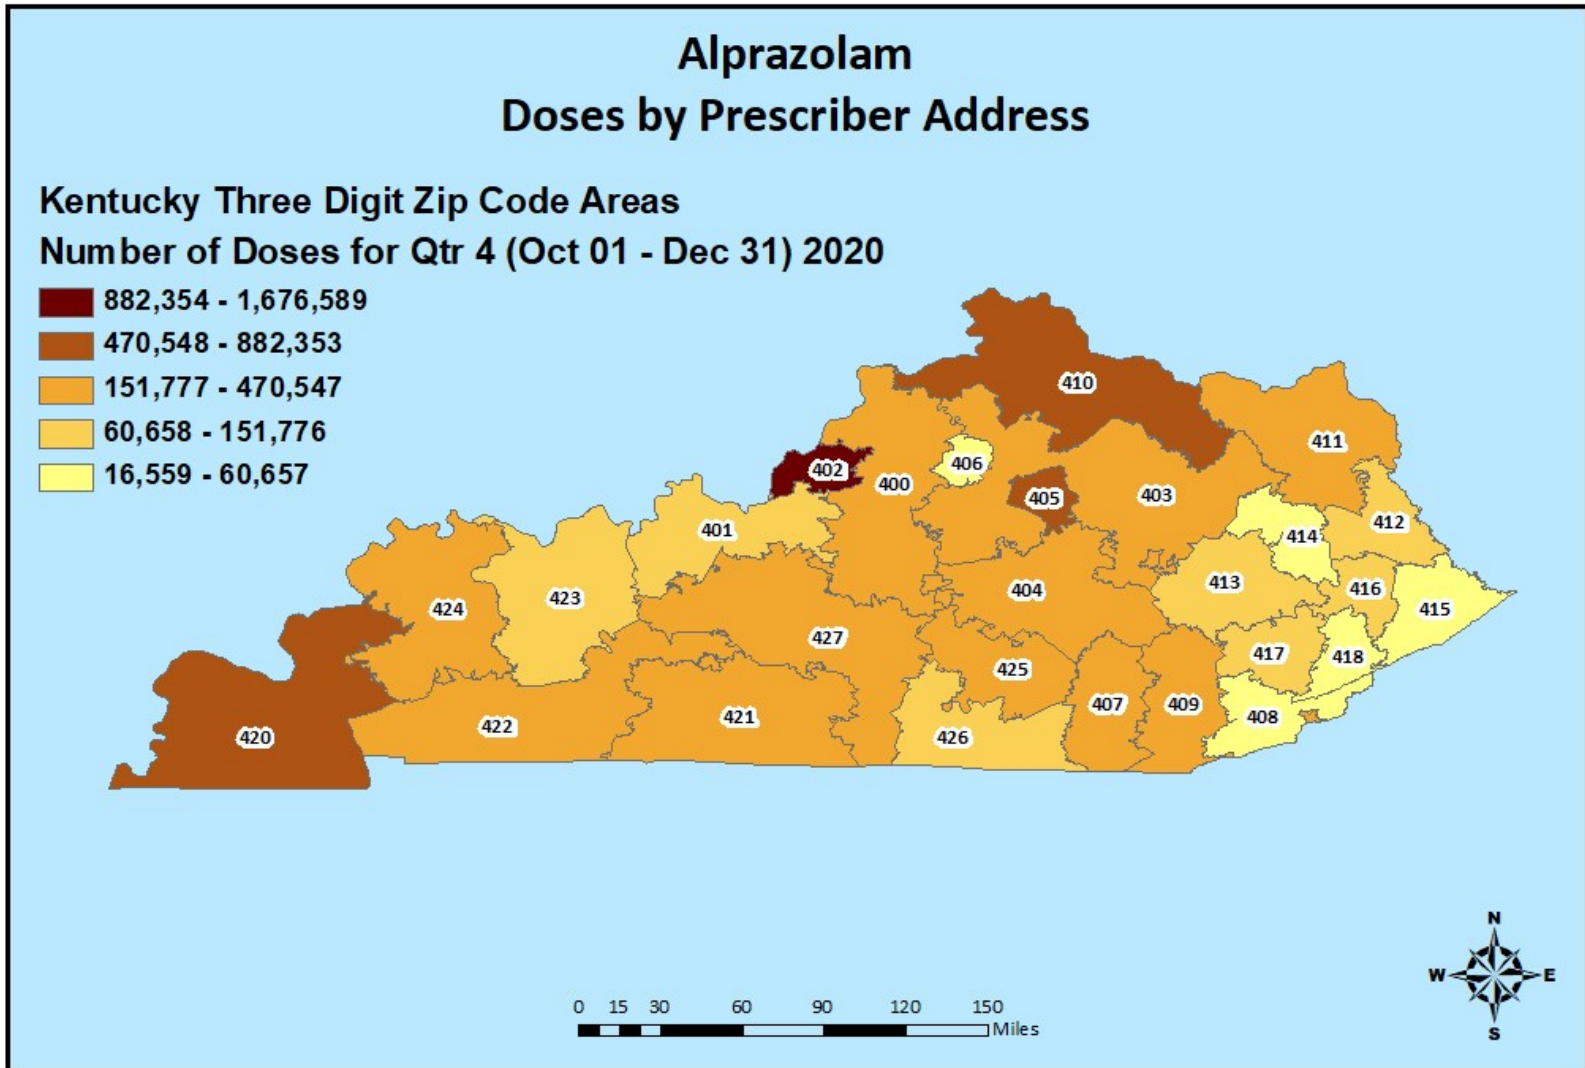 Alprazolam
Doses by Prescriber Address
Kentucky Three Digit Zip Code Areas
Number of Doses for Qtr 4 (Oct 01 - Dec 31) 2020
882,354 - 1,676,589
470,548 - 882,353
151,777 - 470,547
60,658 - 151,776
16,559 - 60,657
410
411
402
406
400
405
403
401
412
414
413
416
404
423
424
415
427
417
418
425
407
409
408
421
422
420
426
N
W E
S
0 15 30 60 90 120 150
Miles